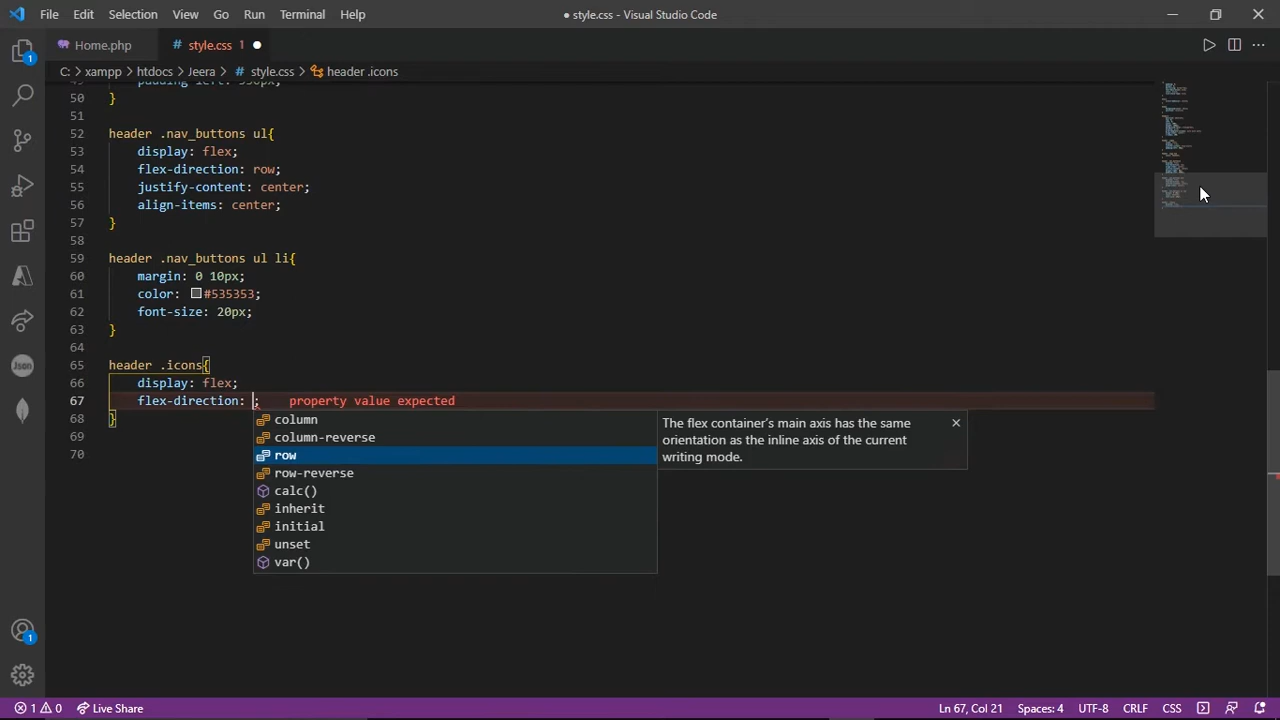 File Edit Selection View Go Run Terminal Help
● style.css - Visual Studio Code
Home.php
style.css 1 ●
C: > xampp > htdocs > Jeera > # style.css > header .icons
50 }
51
52 header .nav_buttons ul{
53 display: flex;
54 flex-direction: row;
55 justify-content: center;
56 align-items: center;
57 }
58
59 header .nav_buttons ul li{
60 margin: 0 10px;
61 color: #535353;
62 font-size: 20px;
63 }
64
65 header .icons{
66 display: flex;
67 flex-direction: ; property value expected
68 }
69
70
column
column-reverse
row
row-reverse
calc()
inherit
initial
unset
var()
The flex container's main axis has the same
orientation as the inline axis of the current
writing mode.
1
Json
1
1 0 Live Share
Ln 67, Col 21 Spaces: 4 UTF-8 CRLF CSS